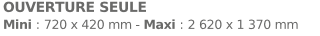 OUVERTURE SEULE
Mini : 720 x 420 mm - Maxi : 2 620 x 1 370 mm